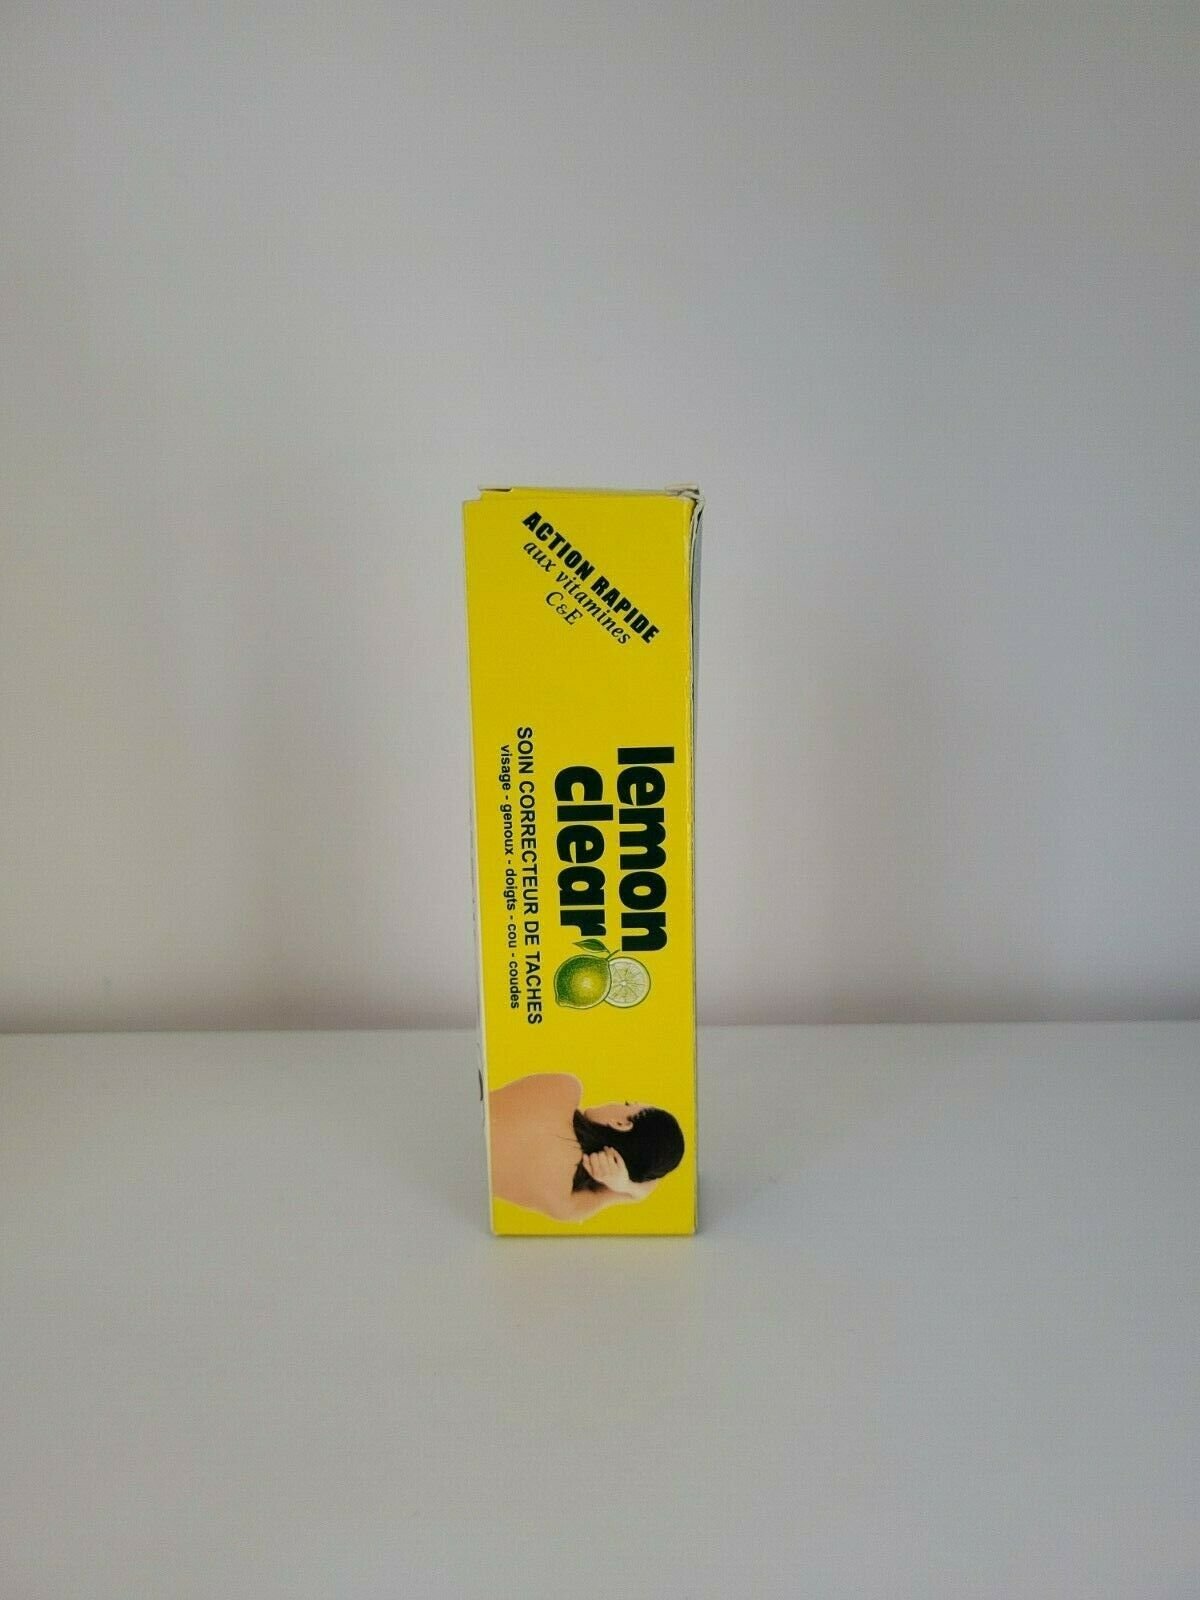 ACTION RAPIDE
aux vitamines
C&E
lemon
clear
SOIN CORRECTEUR DE TACHES
visage - genoux - doigts - cou - coudes